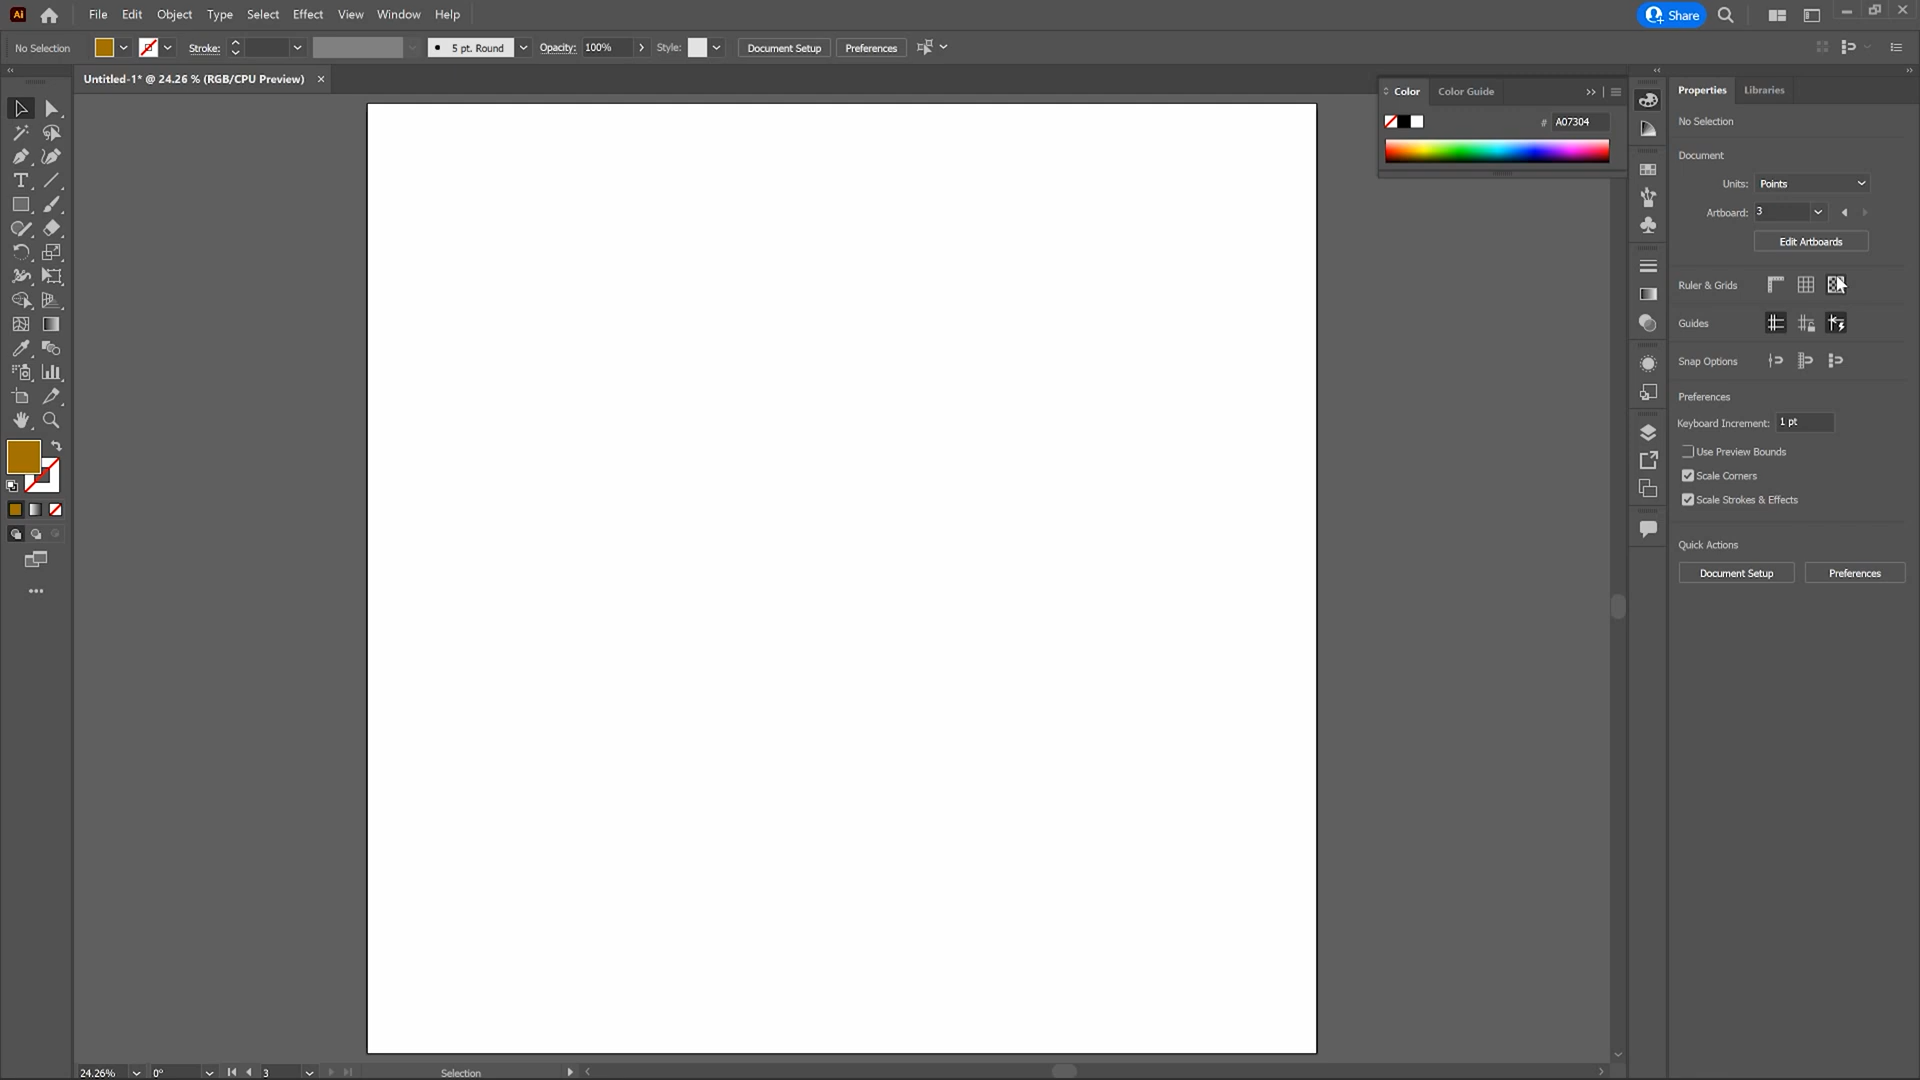 Ai File Edit Object Type Select Effect View Window Help Share
No Selection Stroke: 5 pt. Round Opacity: 100% Style: Document Setup Preferences
Untitled-1* @ 24.26 % (RGB/CPU Preview) ×
Color Color Guide
# A07304
Properties Libraries
No Selection
Document
Units: Points
Artboard: 3
Edit Artboards
Ruler & Grids
Guides
Snap Options
Preferences
Keyboard Increment: 1 pt
Use Preview Bounds
Scale Corners
Scale Strokes & Effects
Quick Actions
Document Setup Preferences
24.26% 0° 3 Selection